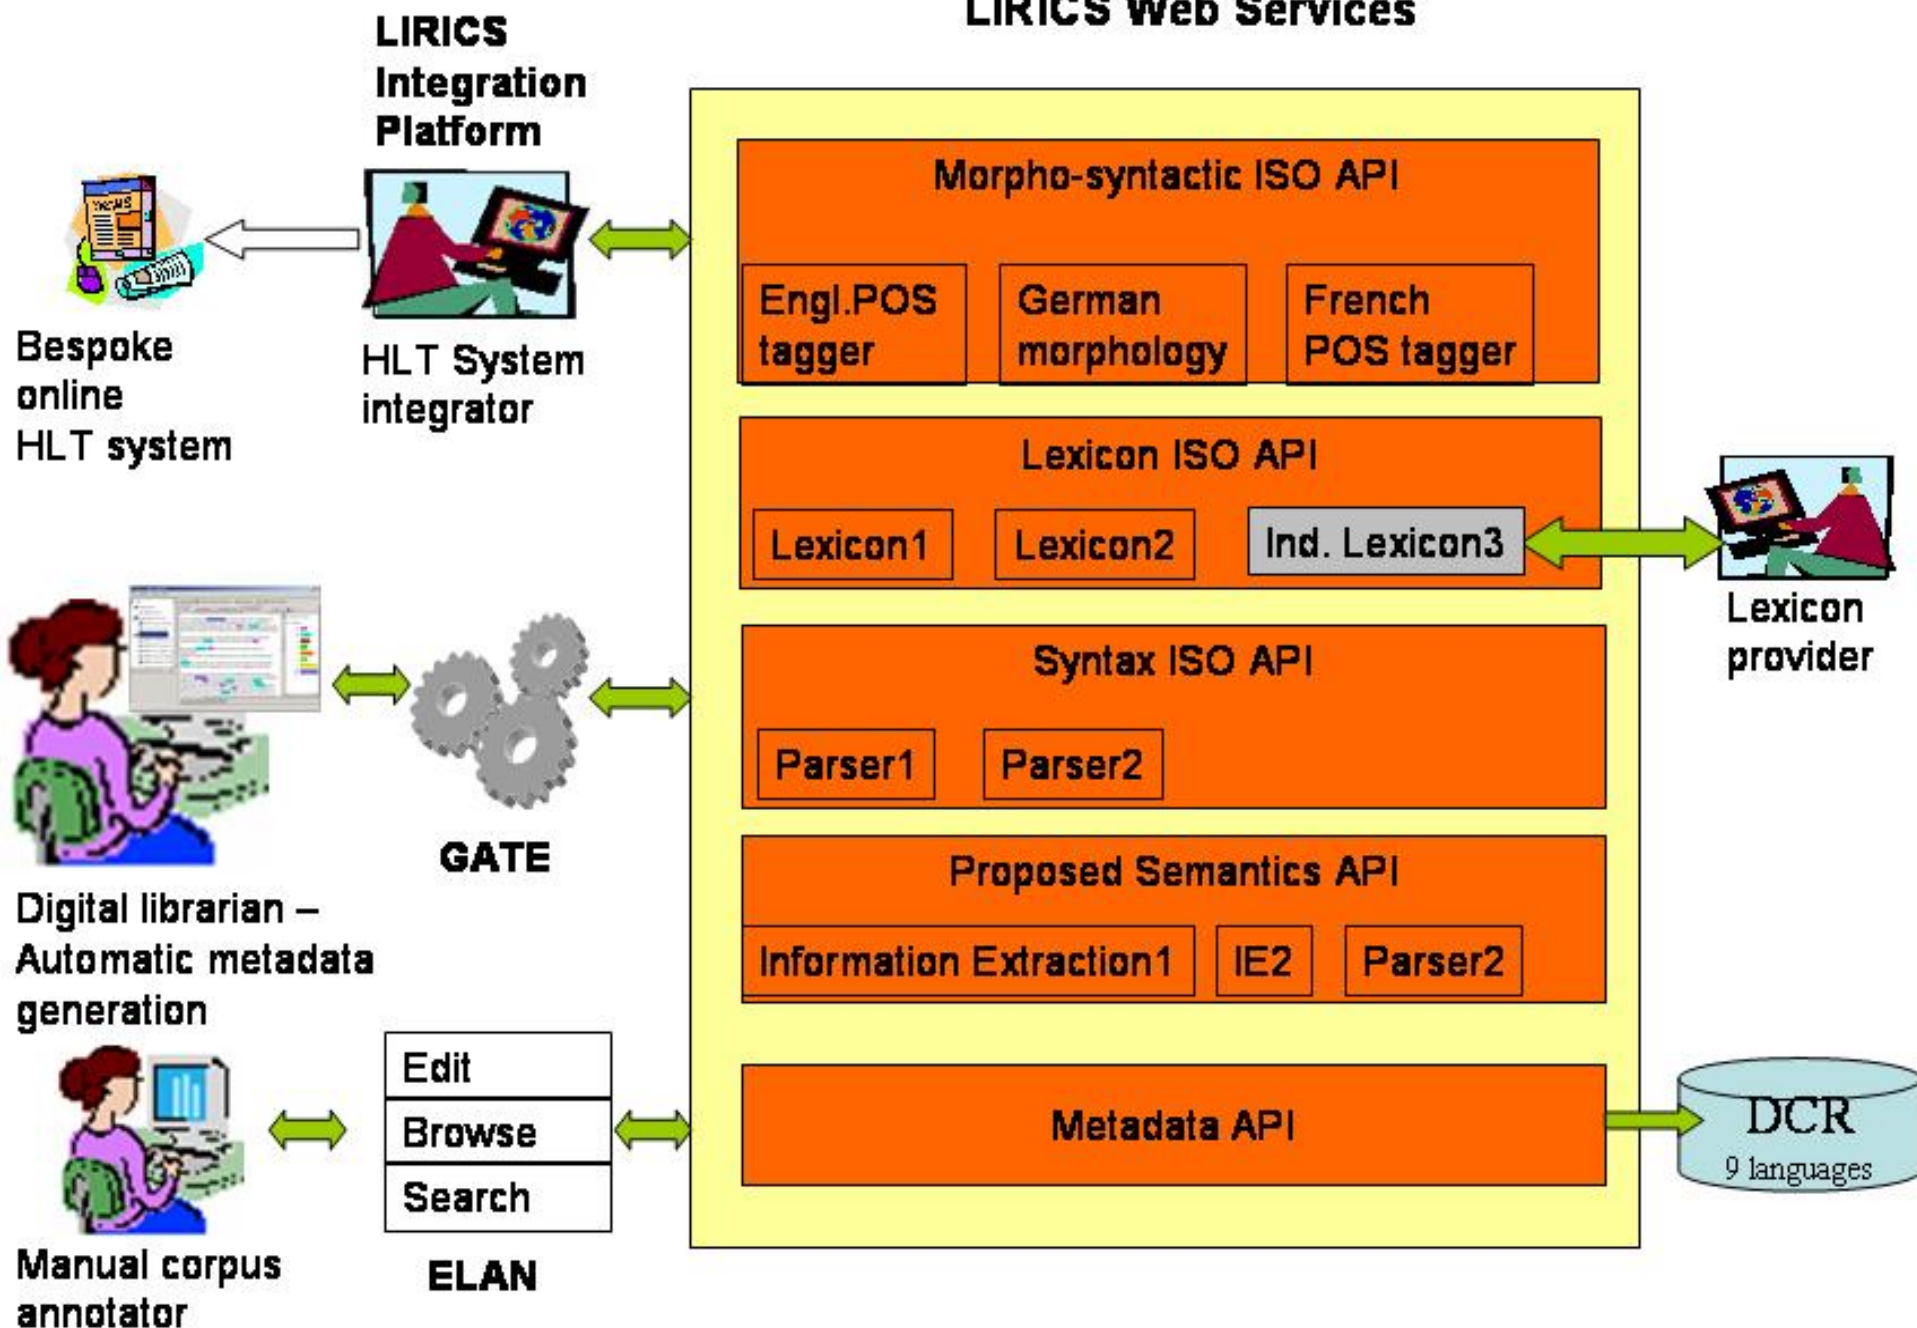 LIRICS Web Services
LIRICS
Integration
Platform
Morpho-syntactic ISO API
Engl.POS
tagger
German
morphology
French
POS tagger
NEWS
Bespoke
online
HLT system
HLT System
integrator
Lexicon ISO API
Lexicon1
Lexicon2
Ind. Lexicon3
Lexicon
provider
Syntax ISO API
Parser1
Parser2
GATE
Digital librarian –
Automatic metadata
generation
Proposed Semantics API
Information Extraction1
IE2
Parser2
Edit
Browse
Search
ELAN
Manual corpus
annotator
Metadata API
DCR
9 languages